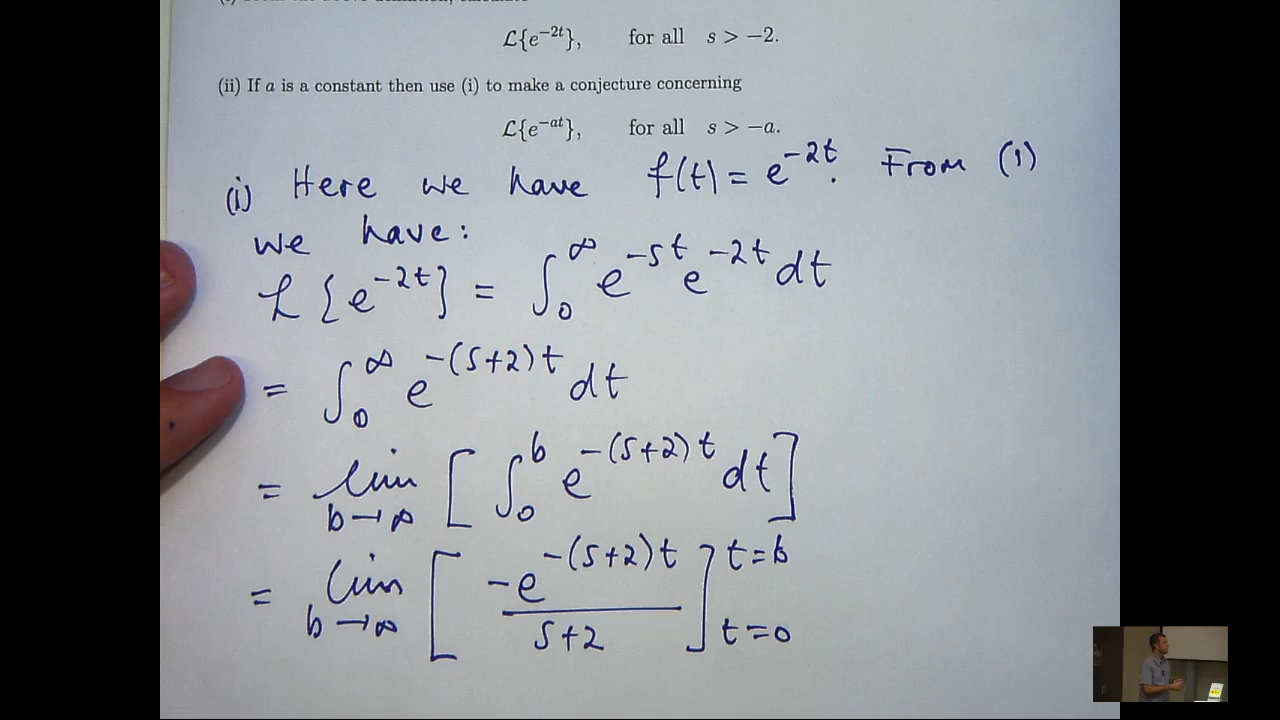 ℒ{e^{-2t}}, for all s > −2.
(ii) If a is a constant then use (i) to make a conjecture concerning
ℒ{e^{-at}}, for all s > −a.
(i) Here we have f(t) = e^{-2t}. From (1)
we have:
ℒ{e^{-2t}} = ∫_0^∞ e^{-st} e^{-2t} dt
= ∫_0^∞ e^{-(s+2)t} dt
= lim_{b→∞} [ ∫_0^b e^{-(s+2)t} dt ]
= lim_{b→∞} [ -e^{-(s+2)t} / s+2 ]_{t=0}^{t=b}